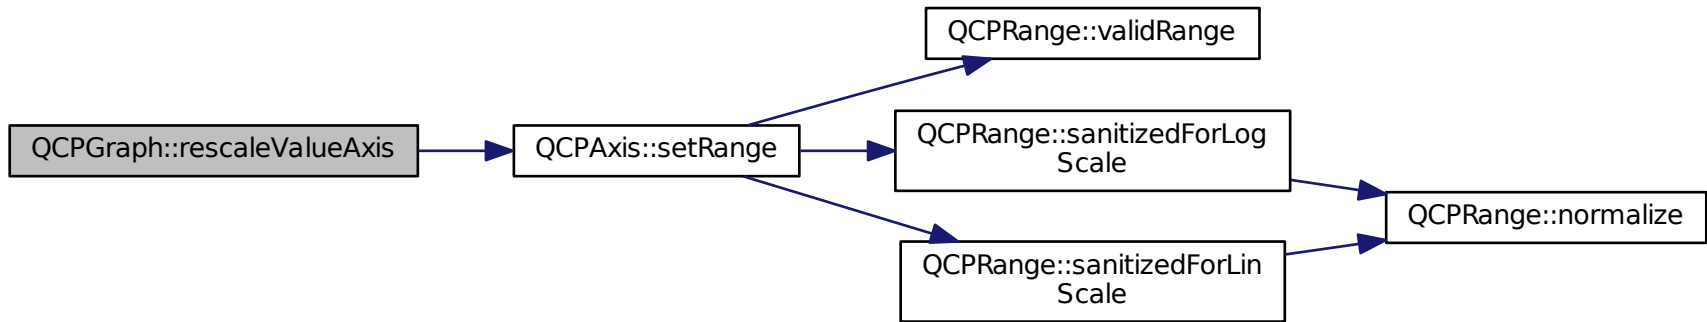 QCPRange::validRange
QCPGraph::rescaleValueAxis
QCPAxis::setRange
QCPRange::sanitizedForLog
Scale
QCPRange::normalize
QCPRange::sanitizedForLin
Scale